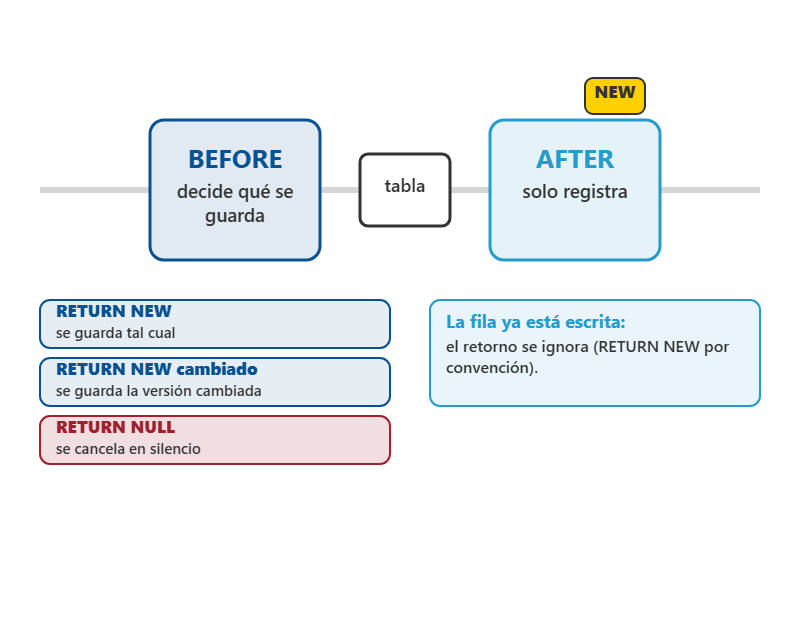 NEW
BEFORE
decide qué se
guarda
tabla
AFTER
solo registra
RETURN NEW
se guarda tal cual
RETURN NEW cambiado
se guarda la versión cambiada
RETURN NULL
se cancela en silencio
La fila ya está escrita:
el retorno se ignora (RETURN NEW por
convención).